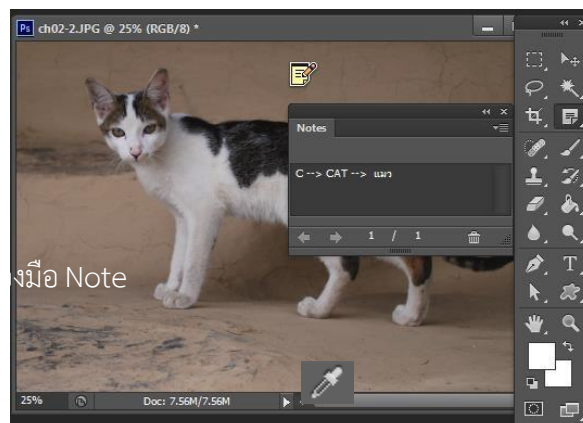 ch02-2.JPG @ 25% (RGB/8) *
Notes
C --> CAT --> แมว
1 / 1
งมือ Note
25%
Doc: 7.56M/7.56M